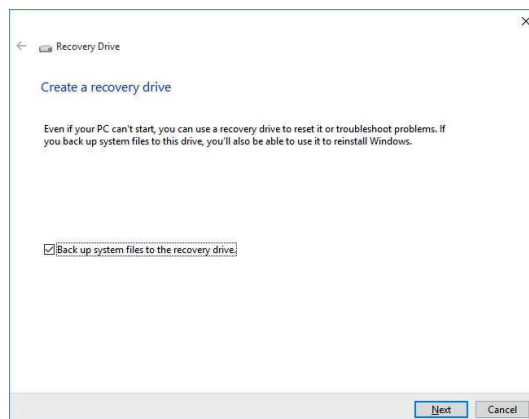 Recovery Drive
Create a recovery drive
Even if your PC can't start, you can use a recovery drive to reset it or troubleshoot problems. If
you back up system files to this drive, you'll also be able to use it to reinstall Windows.
Back up system files to the recovery drive.
Next Cancel